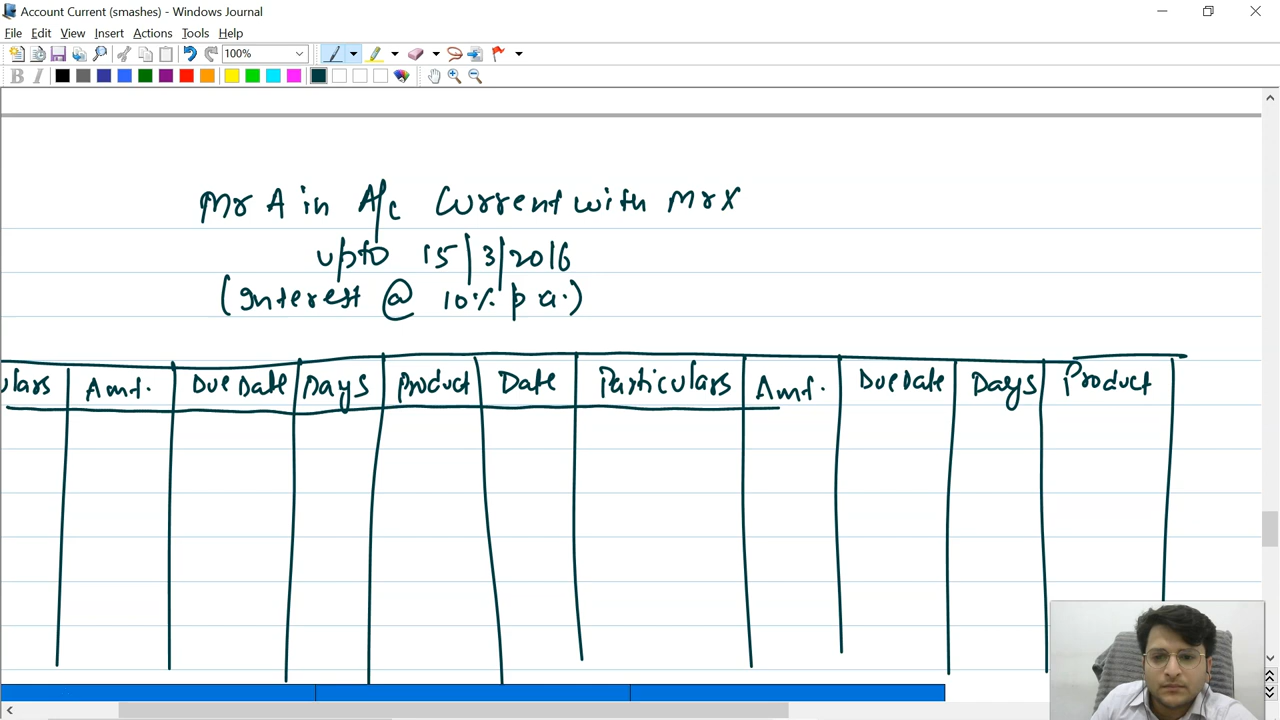 Account Current (smashes) - Windows Journal
File Edit View Insert Actions Tools Help
100%
B I
Mr A in A/c Current with Mr X
upto 15/3/2016
(Interest @ 10% p.a.)
ulars Amt. Due Date Days Product Date Particulars Amt. Due Date Days Product